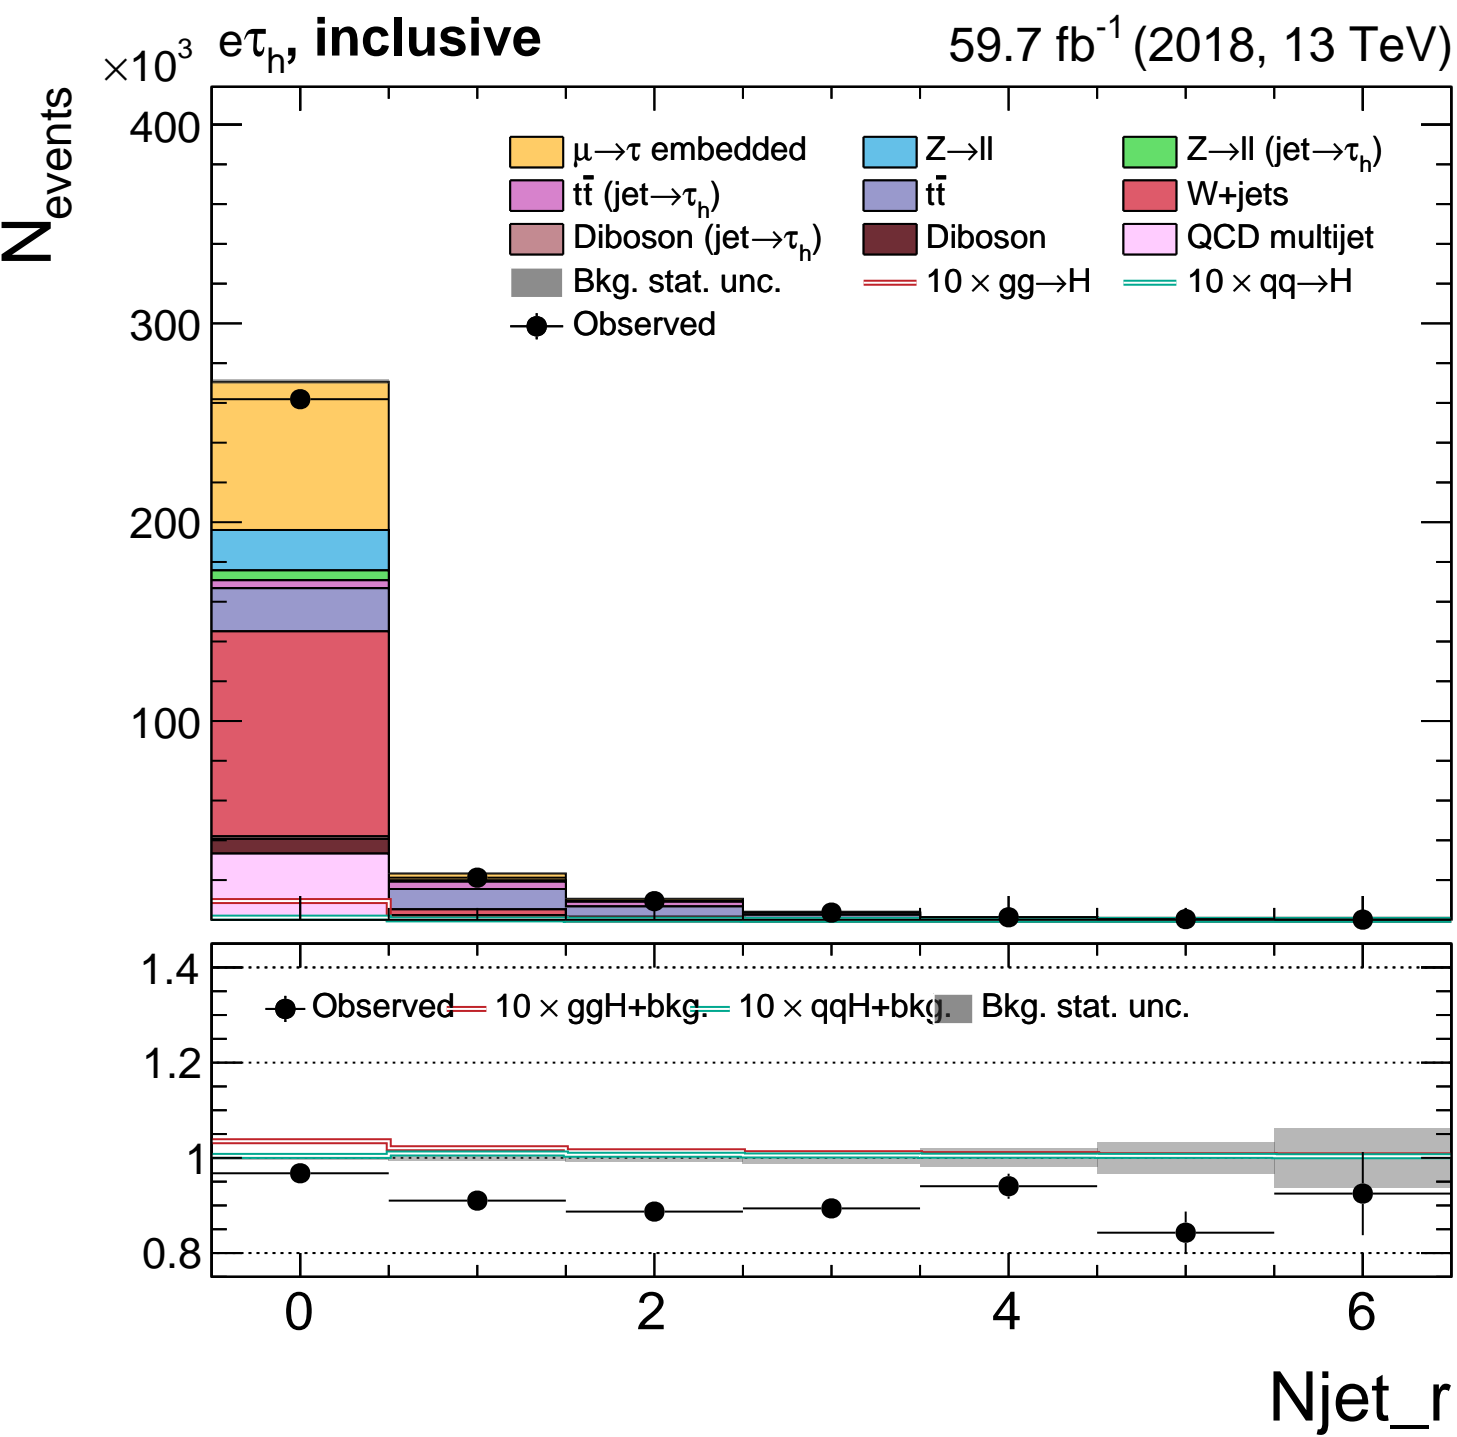 ×10³ eτₕ, inclusive 59.7 fb⁻¹ (2018, 13 TeV)
N_events
400
300
200
100
μ→τ embedded Z→ll Z→ll (jet→τₕ)
tt̄ (jet→τₕ) tt̄ W+jets
Diboson (jet→τₕ) Diboson QCD multijet
Bkg. stat. unc. 10 × gg→H 10 × qq→H
Observed
1.4
1.2
1
0.8
Observed 10 × ggH+bkg. 10 × qqH+bkg. Bkg. stat. unc.
0 2 4 6
Njet_r